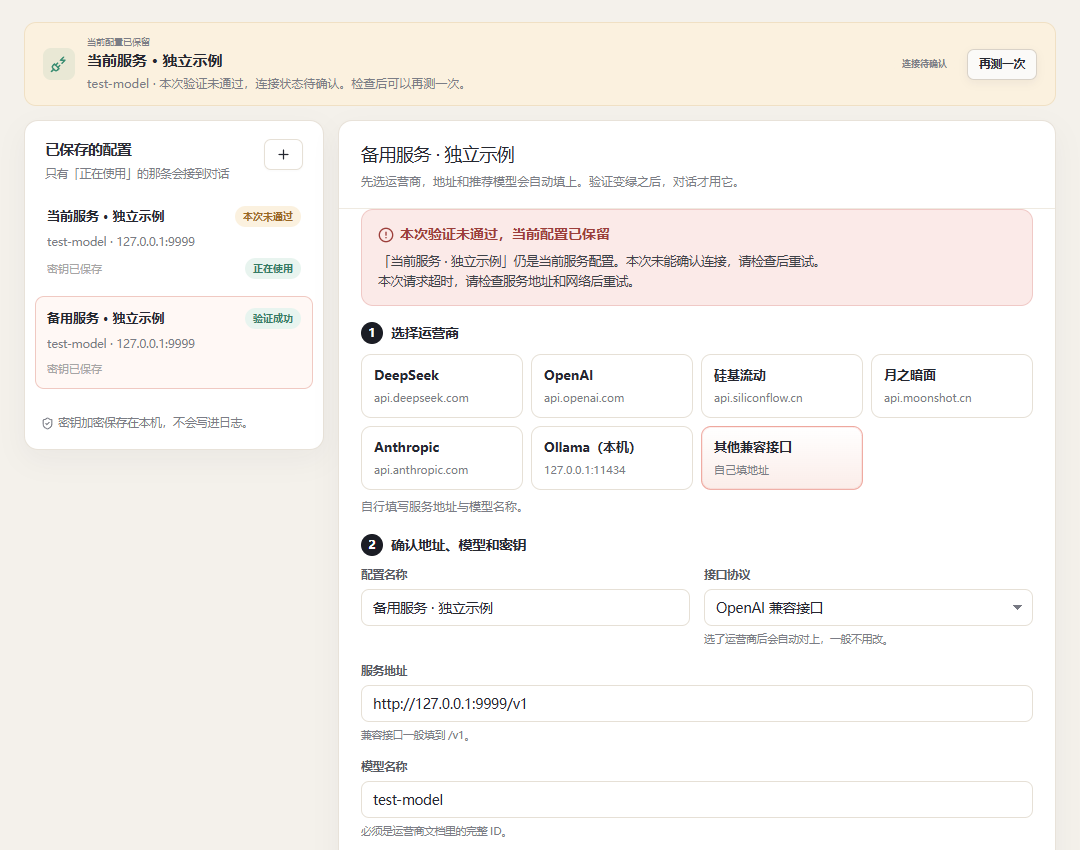 当前配置已保留
当前服务 • 独立示例
test-model · 本次验证未通过，连接状态待确认。检查后可以再测一次。
连接待确认
再测一次
已保存的配置
只有「正在使用」的那条会接到对话
+
当前服务 • 独立示例
本次未通过
test-model · 127.0.0.1:9999
密钥已保存
正在使用
备用服务 • 独立示例
验证成功
test-model · 127.0.0.1:9999
密钥已保存
密钥加密保存在本机，不会写进日志。
备用服务 · 独立示例
先选运营商，地址和推荐模型会自动填上。验证变绿之后，对话才用它。
本次验证未通过，当前配置已保留
「当前服务 · 独立示例」仍是当前服务配置。本次未能确认连接，请检查后重试。
本次请求超时，请检查服务地址和网络后重试。
1 选择运营商
DeepSeek
api.deepseek.com
OpenAI
api.openai.com
硅基流动
api.siliconflow.cn
月之暗面
api.moonshot.cn
Anthropic
api.anthropic.com
Ollama（本机）
127.0.0.1:11434
其他兼容接口
自己填地址
自行填写服务地址与模型名称。
2 确认地址、模型和密钥
配置名称
备用服务 · 独立示例
接口协议
OpenAI 兼容接口
选了运营商后会自动对上，一般不用改。
服务地址
http://127.0.0.1:9999/v1
兼容接口一般填到 /v1。
模型名称
test-model
必须是运营商文档里的完整 ID。